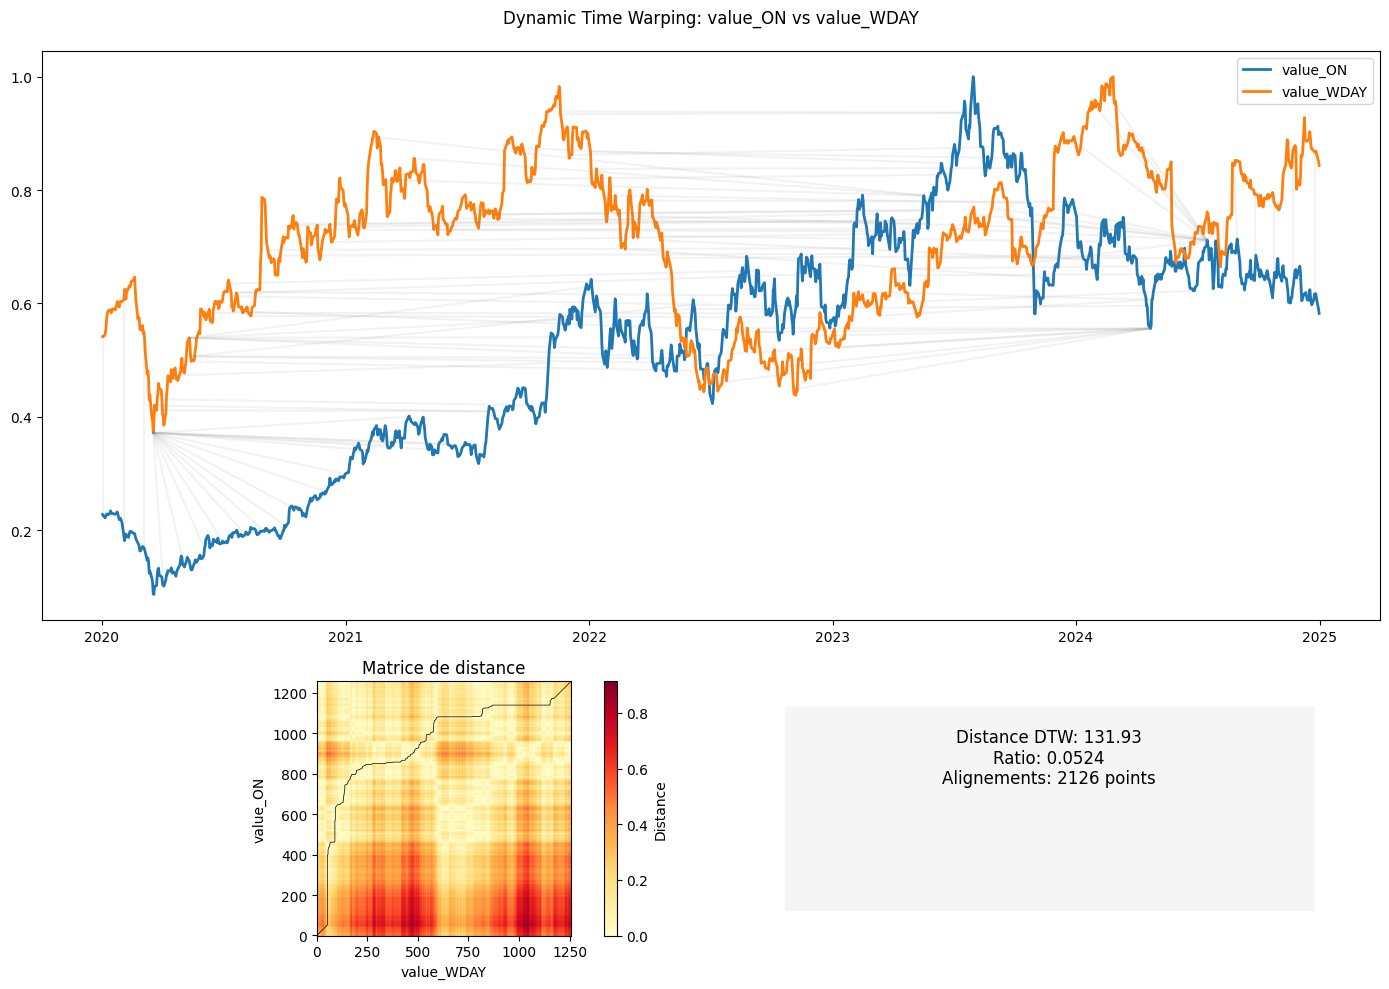 Dynamic Time Warping: value_ON vs value_WDAY
value_ON
value_WDAY
1.0
0.8
0.6
0.4
0.2
2020 2021 2022 2023 2024 2025
Matrice de distance
value_ON
1200
1000
800
600
400
200
0
0 250 500 750 1000 1250
value_WDAY
0.8
0.6
0.4
0.2
0.0
Distance
Distance DTW: 131.93
Ratio: 0.0524
Alignements: 2126 points